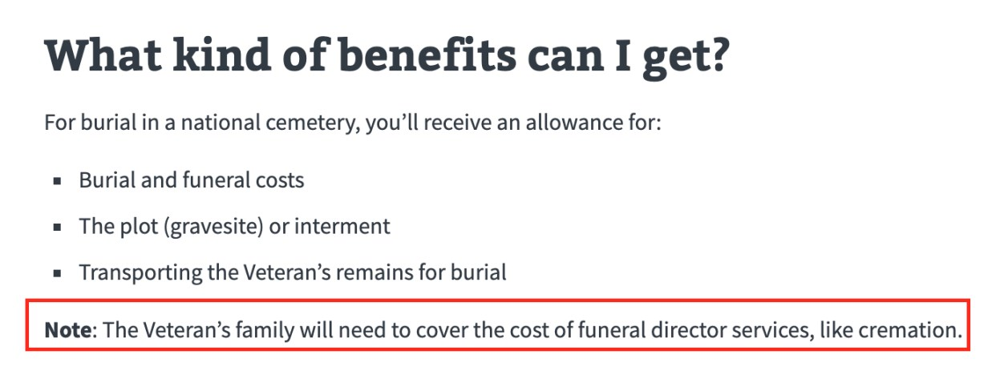 What kind of benefits can I get?
For burial in a national cemetery, you’ll receive an allowance for:
▪ Burial and funeral costs
▪ The plot (gravesite) or interment
▪ Transporting the Veteran’s remains for burial
Note: The Veteran’s family will need to cover the cost of funeral director services, like cremation.